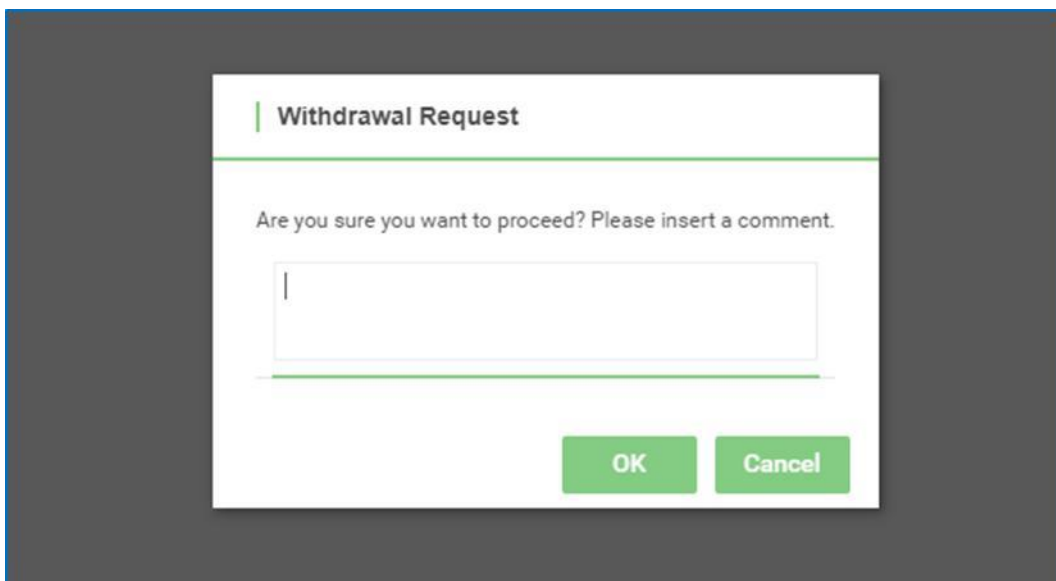 Withdrawal Request
Are you sure you want to proceed? Please insert a comment.
OK
Cancel